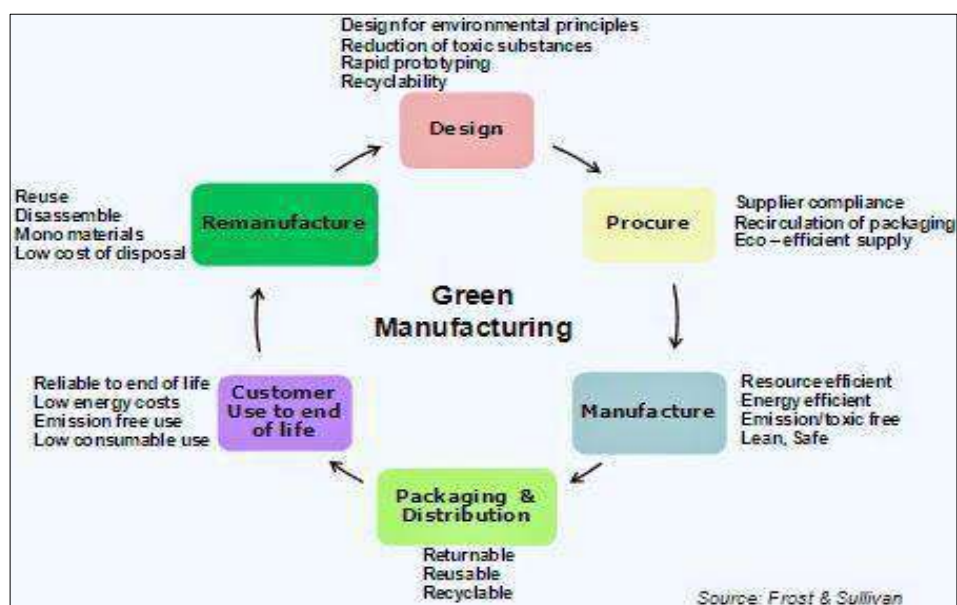 Design for environmental principles
Reduction of toxic substances
Rapid prototyping
Recyclability
Design
Procure
Supplier compliance
Recirculation of packaging
Eco – efficient supply
Manufacture
Resource efficient
Energy efficient
Emission/toxic free
Lean, Safe
Packaging &
Distribution
Returnable
Reusable
Recyclable
Customer
Use to end
of life
Reliable to end of life
Low energy costs
Emission free use
Low consumable use
Remanufacture
Reuse
Disassemble
Mono materials
Low cost of disposal
Green
Manufacturing
Source: Frost & Sullivan